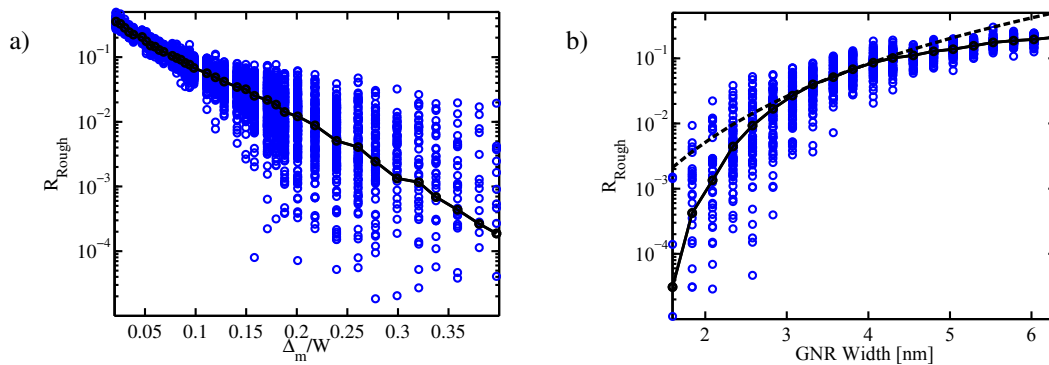 a)
R_Rough
10^-1
10^-2
10^-3
10^-4
0.05 0.1 0.15 0.2 0.25 0.3 0.35
Δ_m/W
b)
R_Rough
10^-1
10^-2
10^-3
10^-4
2 3 4 5 6
GNR Width [nm]